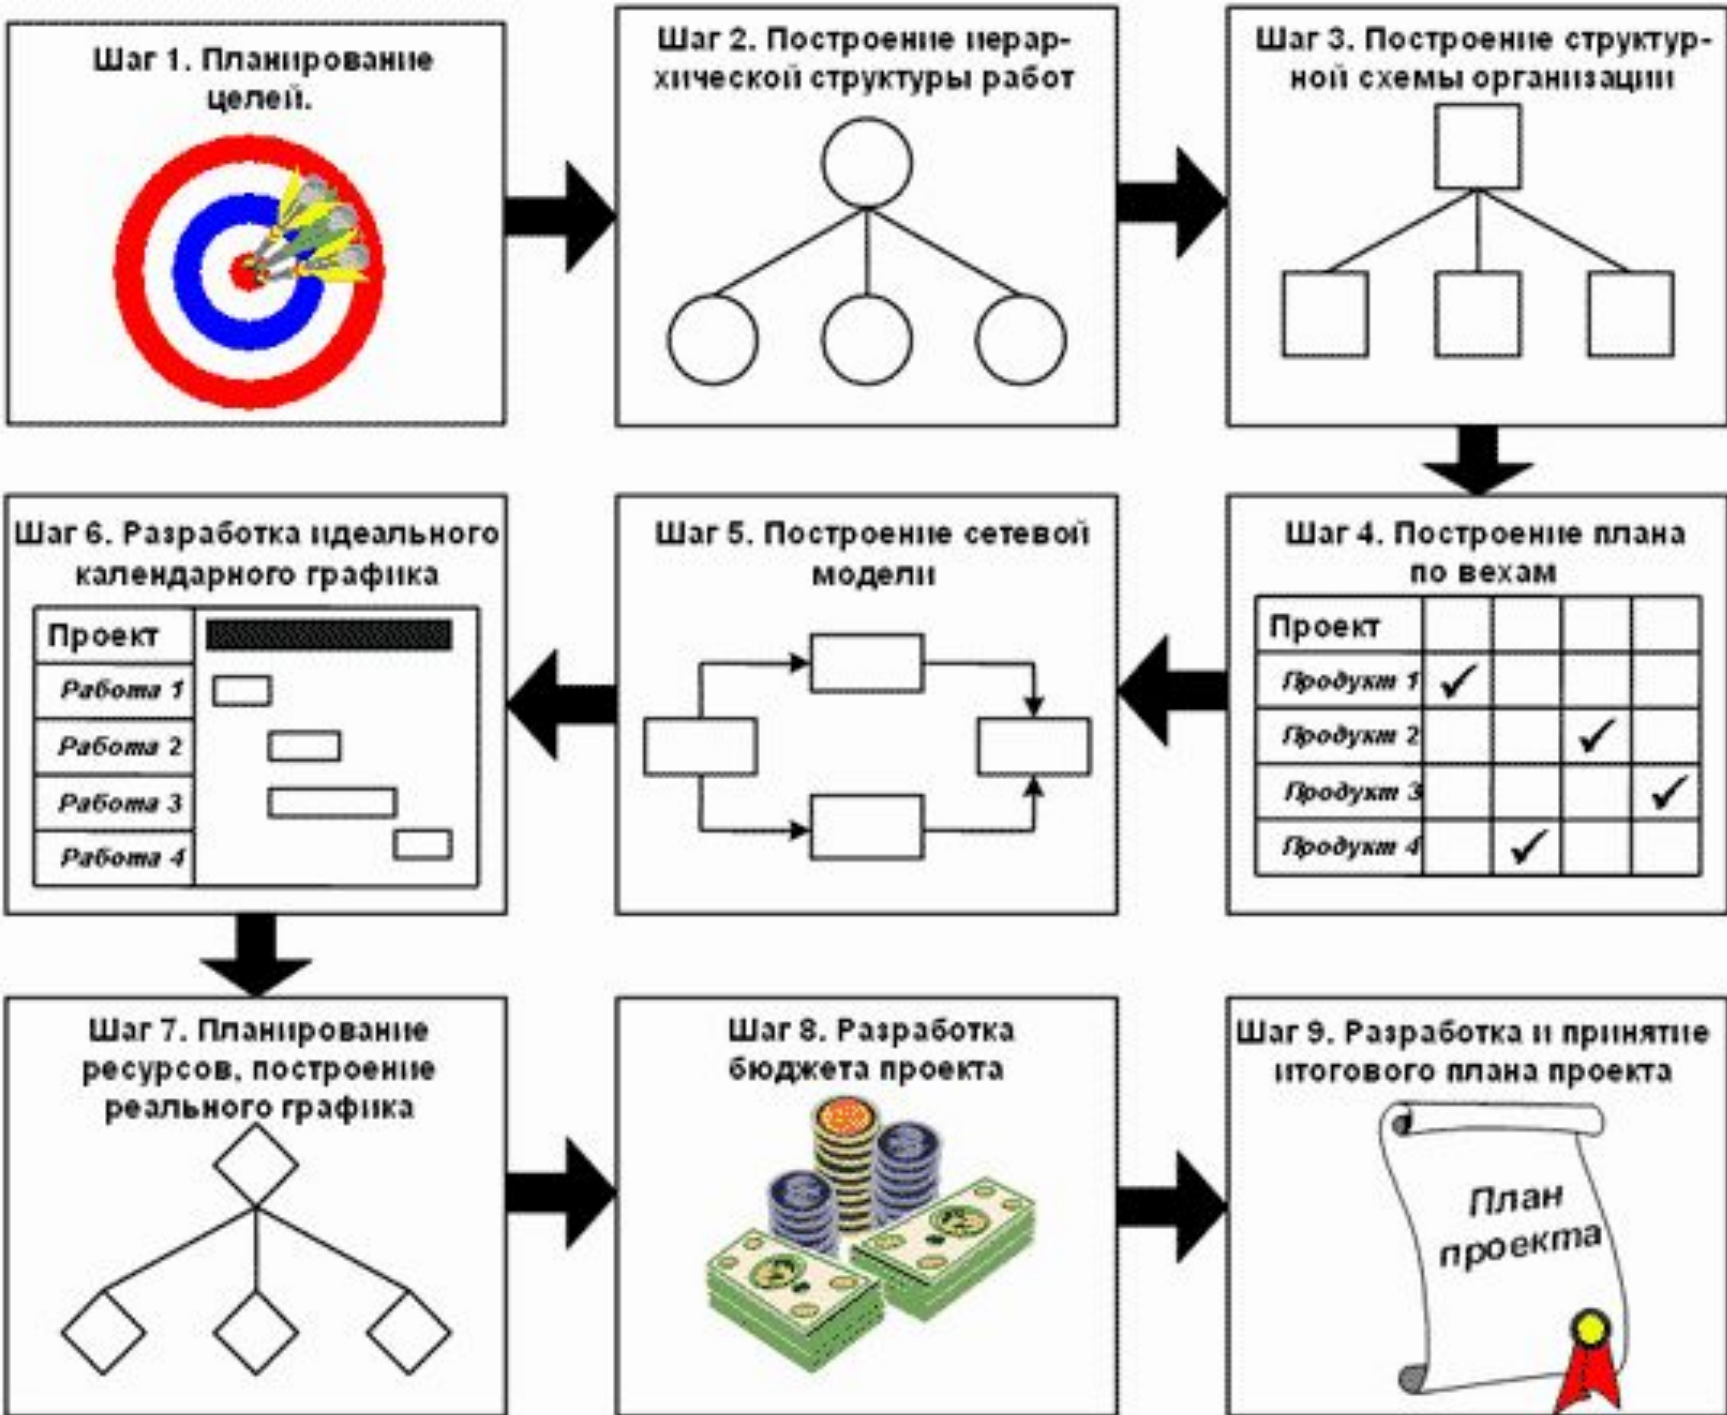 Шаг 1. Планирование
целей.
Шаг 2. Построение иерар-
хической структуры работ
Шаг 3. Построение структур-
ной схемы организации
Шаг 4. Построение плана
по вехам
Проект
Продукт 1
Продукт 2
Продукт 3
Продукт 4
Шаг 5. Построение сетевой
модели
Шаг 6. Разработка идеального
календарного графика
Проект
Работа 1
Работа 2
Работа 3
Работа 4
Шаг 7. Планирование
ресурсов, построение
реального графика
Шаг 8. Разработка
бюджета проекта
Шаг 9. Разработка и принятие
итогового плана проекта
План
проекта